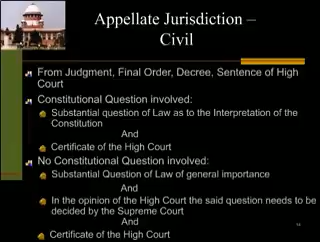 Appellate Jurisdiction –
Civil
From Judgment, Final Order, Decree, Sentence of High
Court
Constitutional Question involved:
Substantial question of Law as to the Interpretation of the
Constitution
And
Certificate of the High Court
No Constitutional Question involved:
Substantial Question of Law of general importance
And
In the opinion of the High Court the said question needs to be
decided by the Supreme Court
And
Certificate of the High Court
14